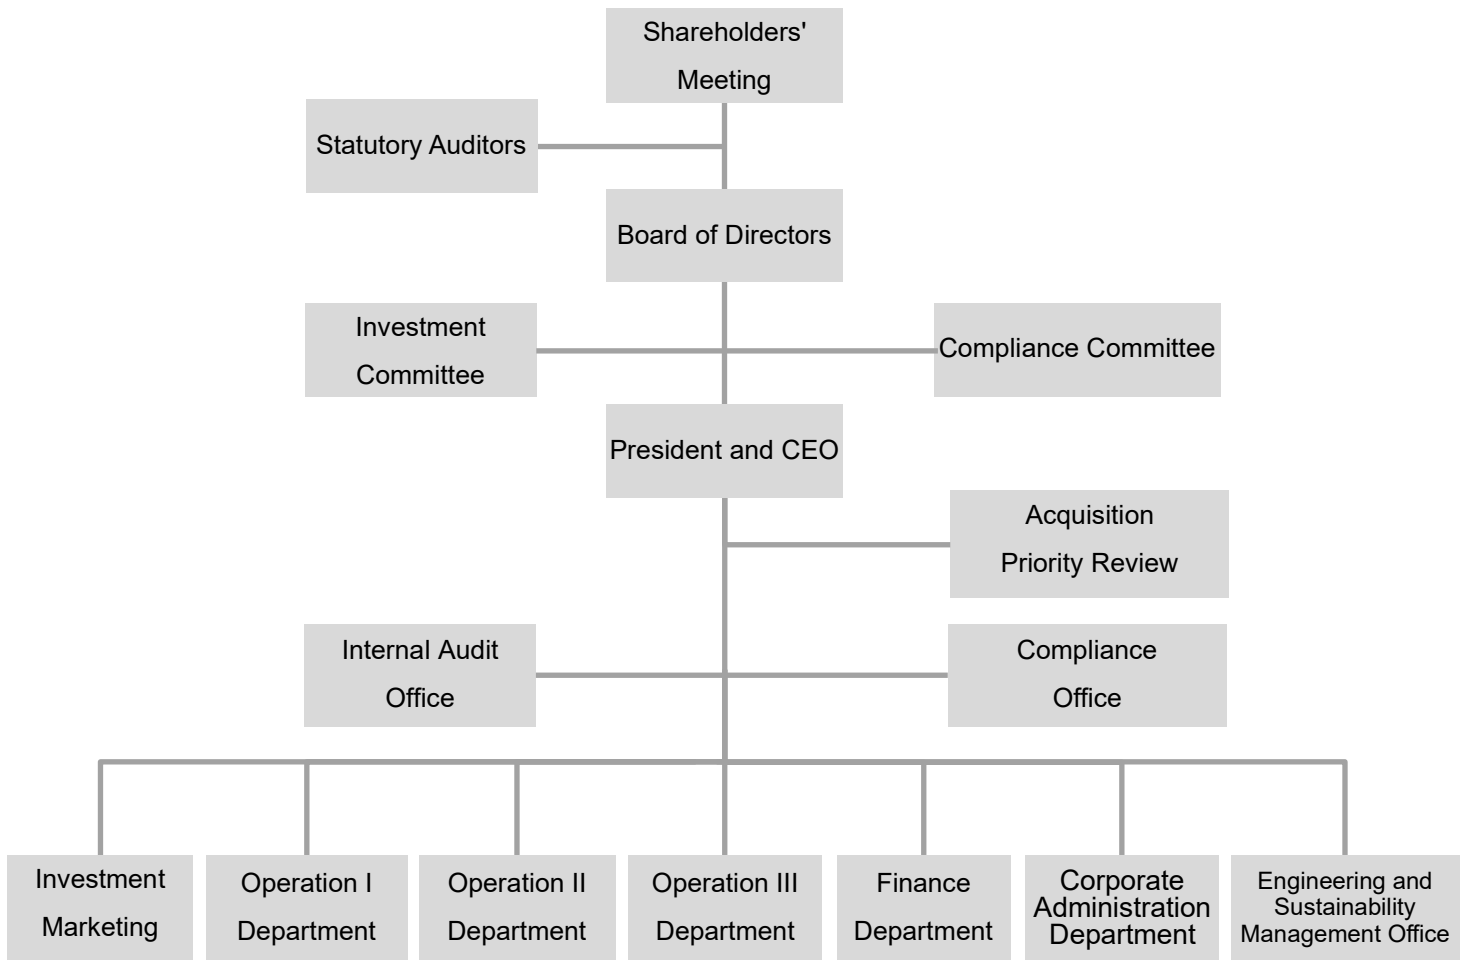 Shareholders'
Meeting
Statutory Auditors
Board of Directors
Investment
Committee
Compliance Committee
President and CEO
Acquisition
Priority Review
Internal Audit
Office
Compliance
Office
Investment
Marketing
Operation I
Department
Operation II
Department
Operation III
Department
Finance
Department
Corporate
Administration
Department
Engineering and
Sustainability
Management Office